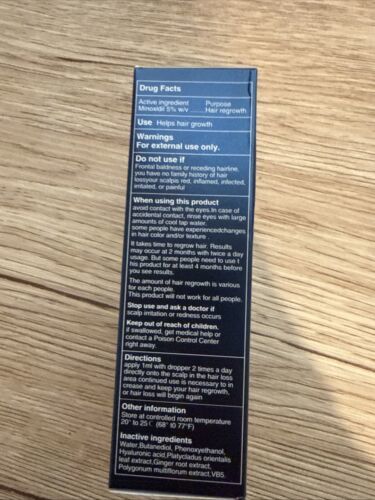 Drug Facts
Active ingredient Purpose
Minoxidil 5% w/v ........ Hair regrowth
Use Helps hair growth
Warnings
For external use only.
Do not use if
Frontal baldness or receding hairline.
you have no family history of hair
lossyour scalpis red, inflamed, infected,
irritated, or painful
When using this product
avoid contact with the eyes.In case of
accidental contact, rinse eyes with large
amounts of cool tap water.
some people have experiencedchanges
in hair color and/or texture .
It takes time to regrow hair. Results
may occur at 2 months with twice a day
usage. But some people need to use t
his product for at least 4 months before
you see results.
The amount of hair regrowth is various
for each people.
This product will not work for all people.
Stop use and ask a doctor if
scalp irritation or redness occurs
Keep out of reach of children.
if swallowed, get medical help or
contact a Poison Control Center
right away.
Directions
apply 1ml with dropper 2 times a day
directly onto the scalp in the hair loss
area continued use is necessary to in
crease and keep your hair regrowth,
or hair loss will begin again
Other information
Store at controlled room temperature
20° to 25℃ (68° t0 77°F)
Inactive ingredients
Water,Butanediol, Phenoxyethanol,
Hyaluronic acid,Platycladus orientalis
leaf extract,Ginger root extract,
Polygonum multiflorum extract,VB5.